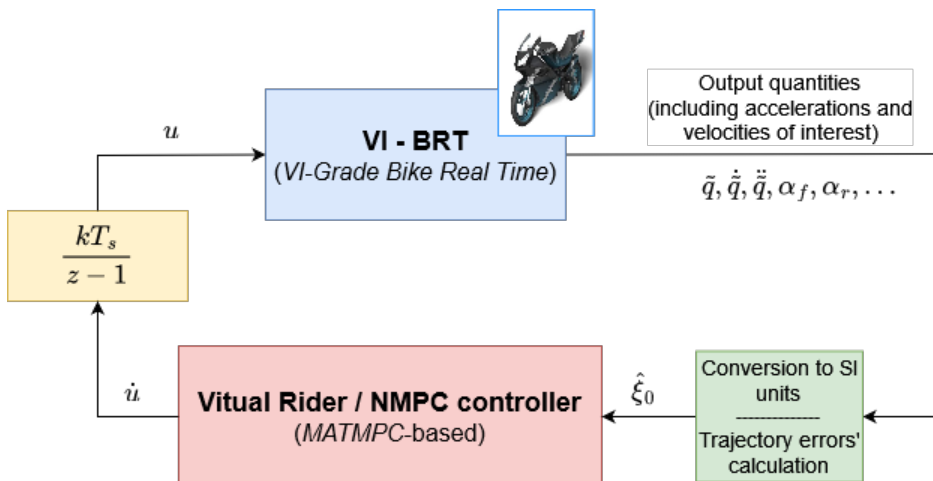 Output quantities
(including accelerations and
velocities of interest)
u
VI - BRT
(VI-Grade Bike Real Time)
q̃, q̃̇, q̃̈, α_f, α_r, . . .
kT_s
z − 1
Conversion to SI
units
--------------
Trajectory errors'
calculation
ξ̂_0
Vitual Rider / NMPC controller
(MATMPC-based)
u̇